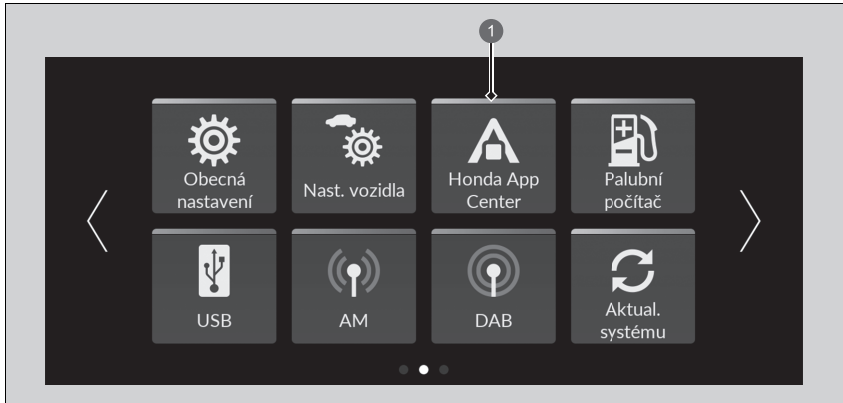 1
Obecná
nastavení
Nast. vozidla
Honda App
Center
Palubní
počítač
USB
AM
DAB
Aktual.
systému